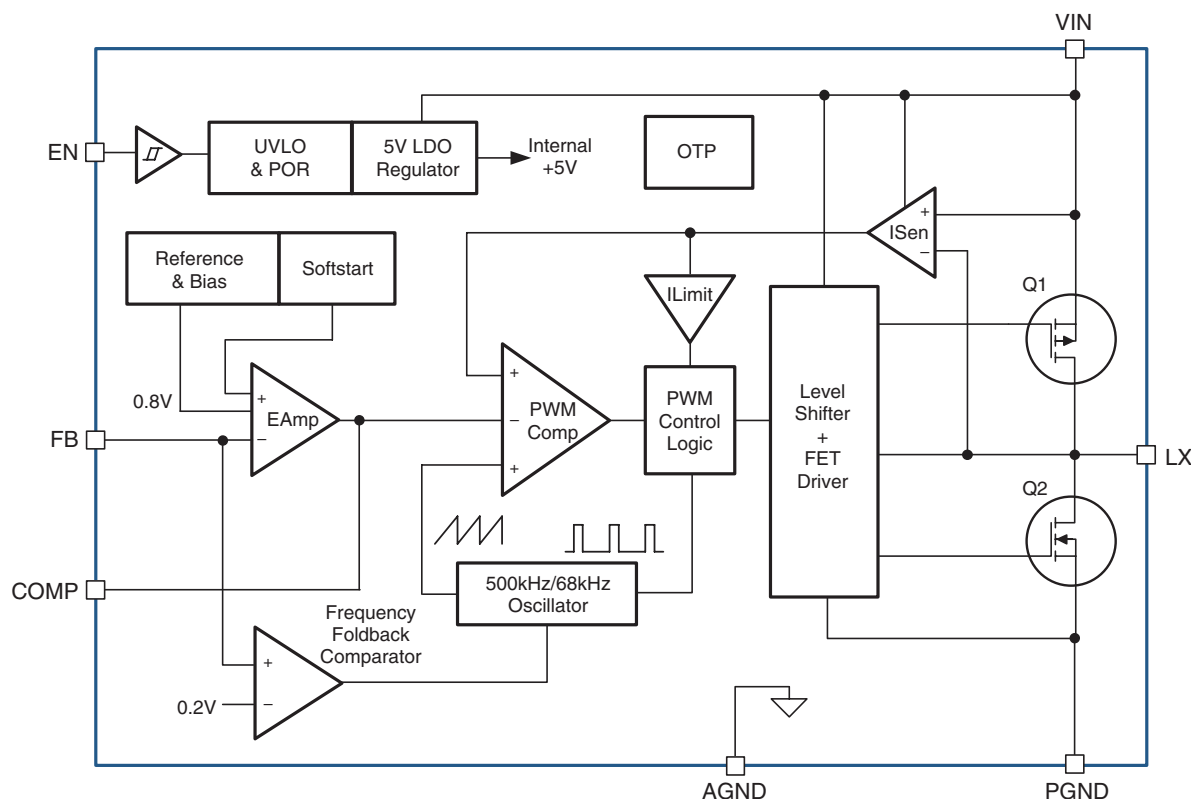 VIN
EN
UVLO
& POR
5V LDO
Regulator
Internal
+5V
OTP
+
ISen
−
Reference
& Bias
Softstart
ILimit
Q1
0.8V
+
EAmp
−
FB
+
−
+
PWM
Comp
PWM
Control
Logic
Level
Shifter
+
FET
Driver
LX
Q2
COMP
500kHz/68kHz
Oscillator
Frequency
Foldback
Comparator
+
−
0.2V
AGND
PGND